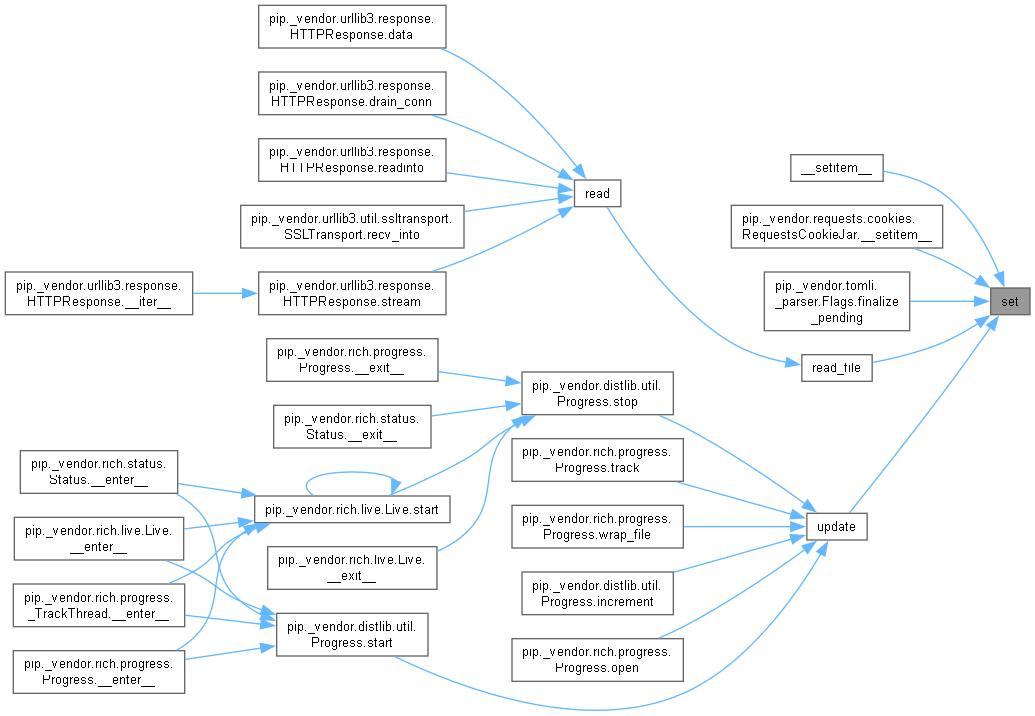 pip._vendor.urllib3.response.
HTTPResponse.data
pip._vendor.urllib3.response.
HTTPResponse.drain_conn
pip._vendor.urllib3.response.
HTTPResponse.readinto
pip._vendor.urllib3.util.ssltransport.
SSLTransport.recv_into
pip._vendor.urllib3.response.
HTTPResponse.__iter__
pip._vendor.urllib3.response.
HTTPResponse.stream
read
__setitem__
pip._vendor.requests.cookies.
RequestsCookieJar.__setitem__
pip._vendor.tomli.
_parser.Flags.finalize
_pending
set
read_file
pip._vendor.rich.progress.
Progress.__exit__
pip._vendor.rich.status.
Status.__exit__
pip._vendor.distlib.util.
Progress.stop
pip._vendor.rich.progress.
Progress.track
pip._vendor.rich.status.
Status.__enter__
pip._vendor.rich.live.Live.start
pip._vendor.rich.progress.
Progress.wrap_file
update
pip._vendor.rich.live.Live.
__enter__
pip._vendor.rich.live.Live.
__exit__
pip._vendor.distlib.util.
Progress.increment
pip._vendor.rich.progress.
_TrackThread.__enter__
pip._vendor.distlib.util.
Progress.start
pip._vendor.rich.progress.
Progress.open
pip._vendor.rich.progress.
Progress.__enter__